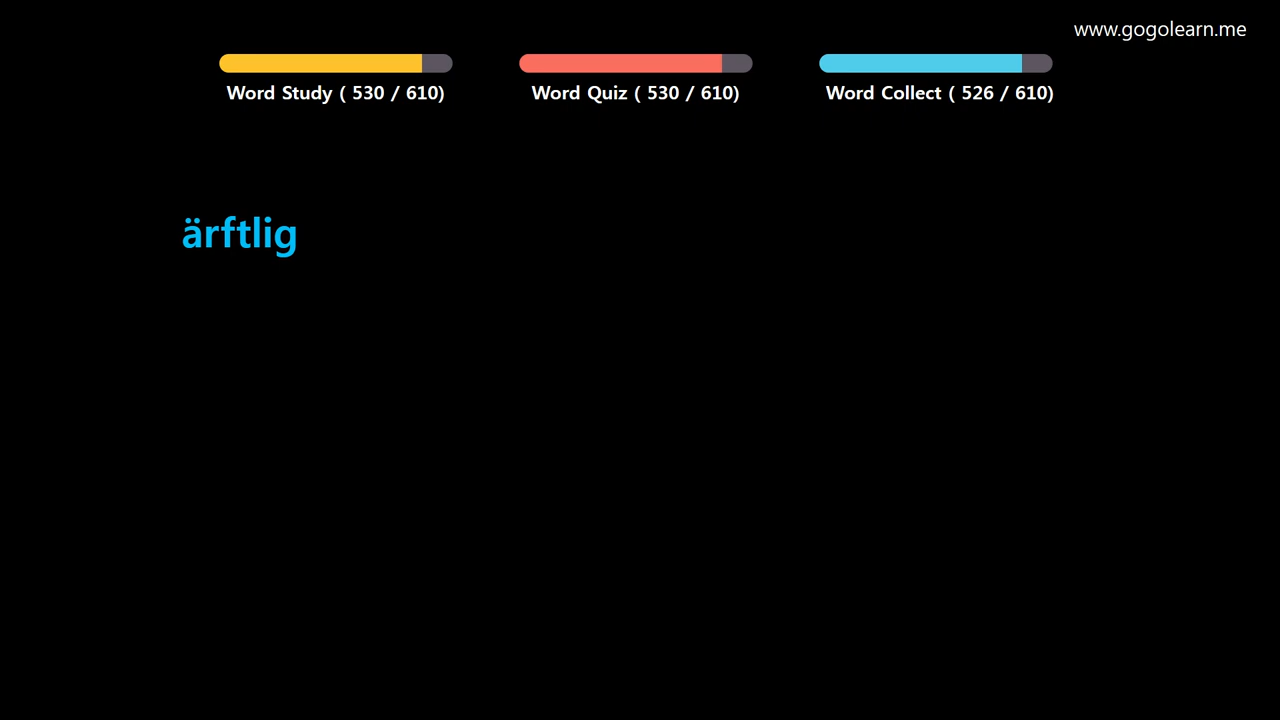 www.gogolearn.me
Word Study ( 530 / 610)
Word Quiz ( 530 / 610)
Word Collect ( 526 / 610)
ärftlig